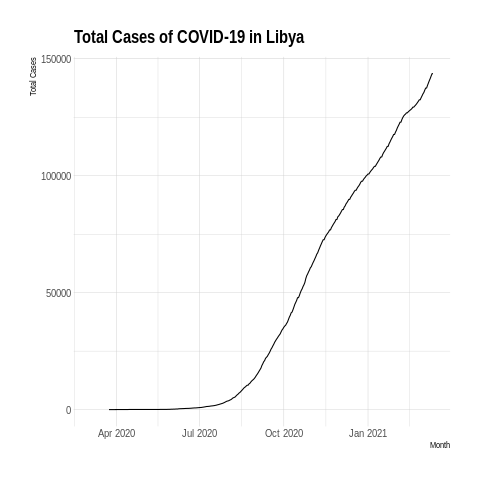 Total Cases of COVID-19 in Libya
Total Cases
150000
100000
50000
0
Apr 2020
Jul 2020
Oct 2020
Jan 2021
Month